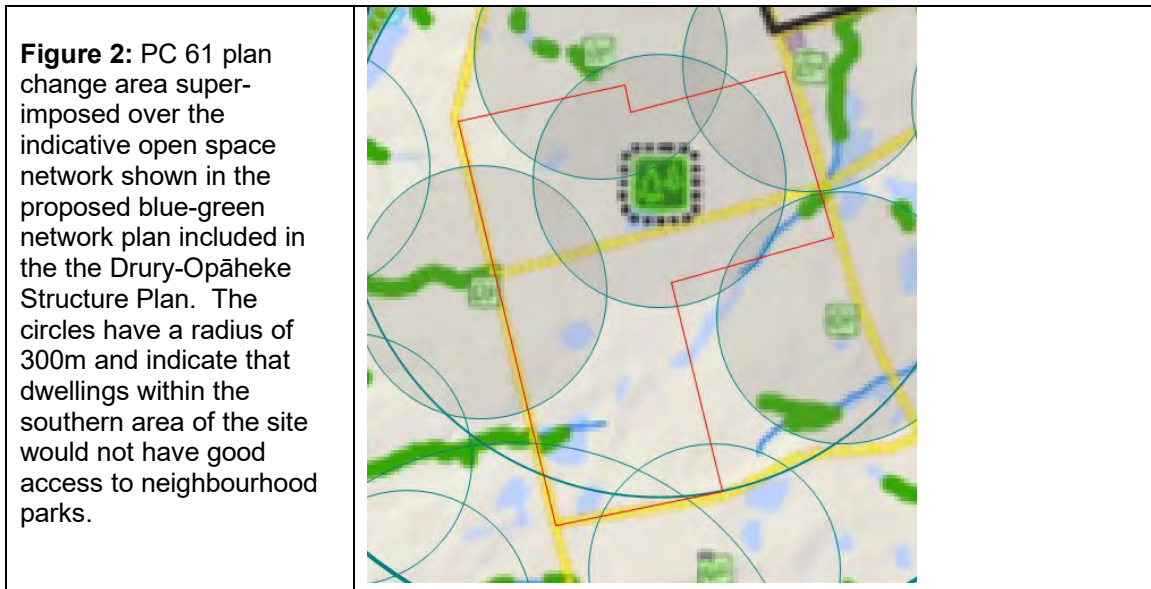 Figure 2: PC 61 plan
change area super-
imposed over the
indicative open space
network shown in the
proposed blue-green
network plan included in
the the Drury-Opāheke
Structure Plan. The
circles have a radius of
300m and indicate that
dwellings within the
southern area of the site
would not have good
access to neighbourhood
parks.